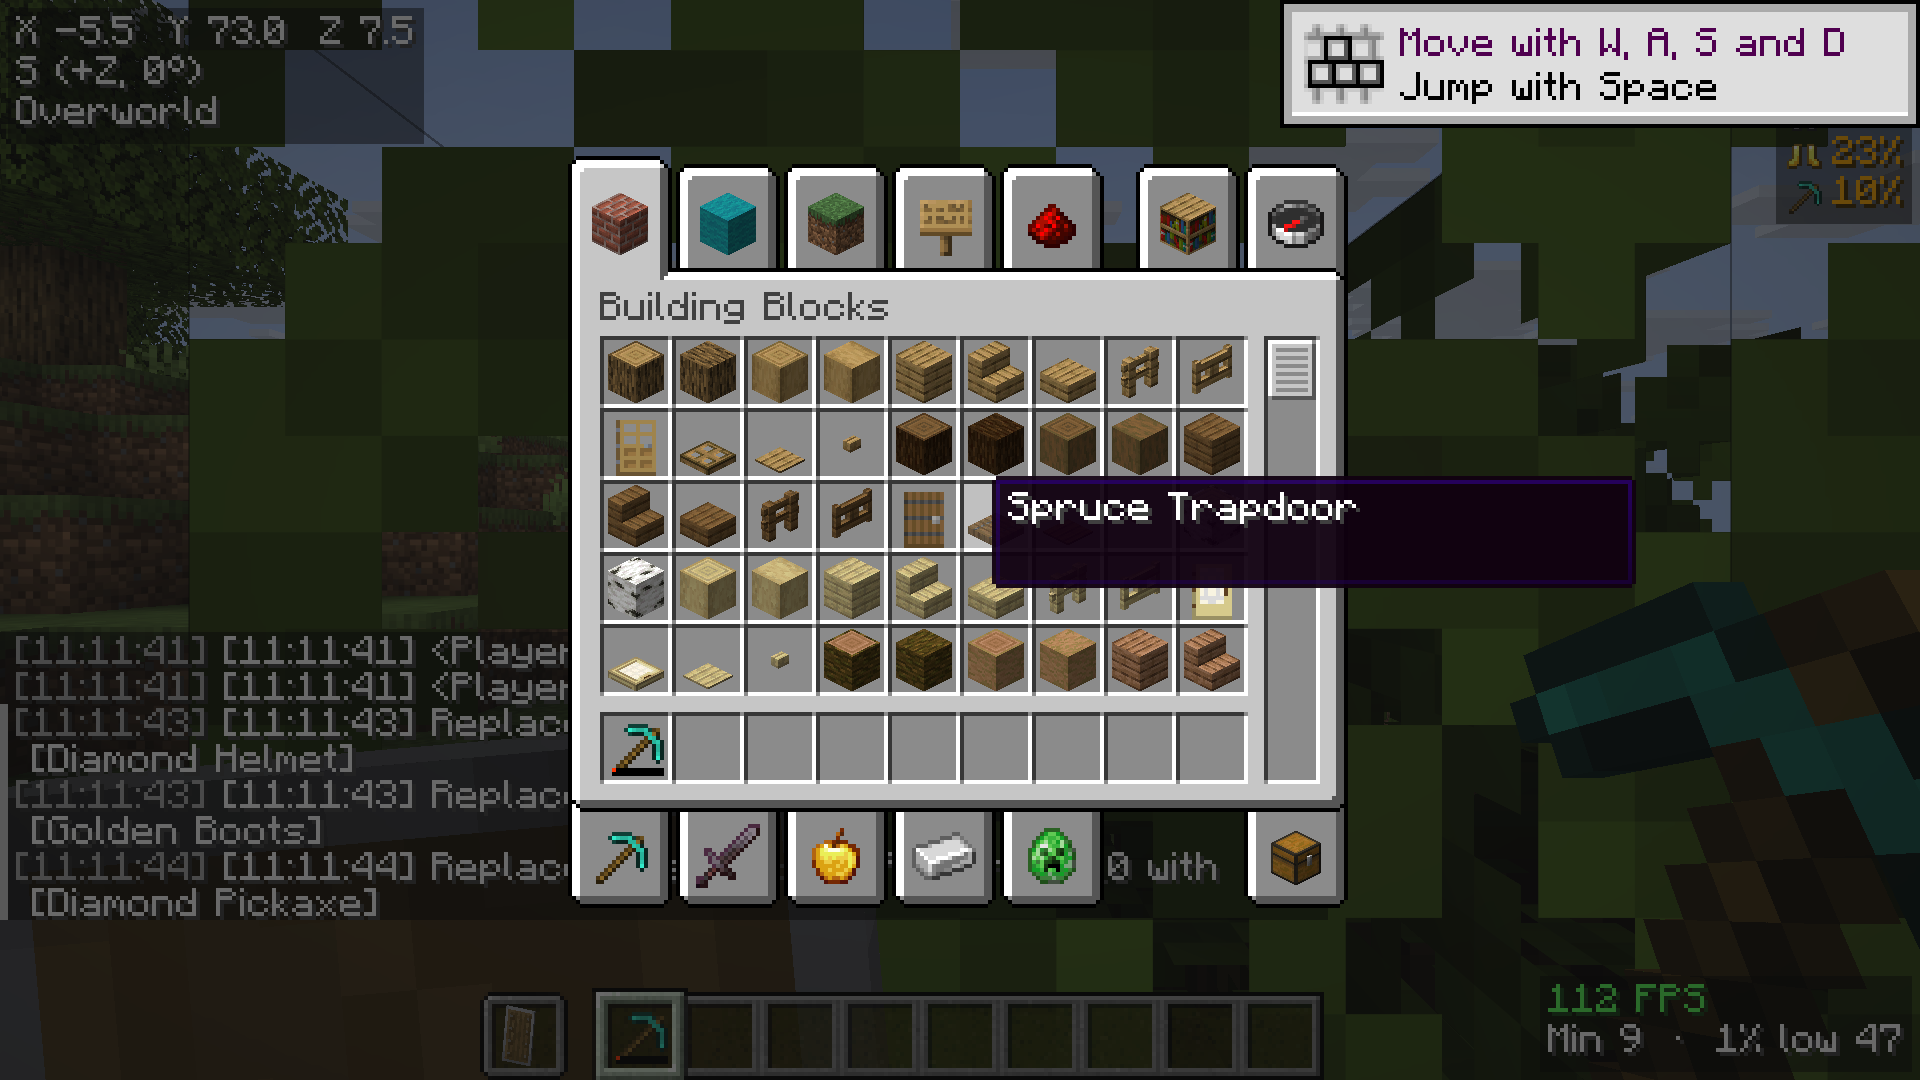 X -5.5 Y 73.0 Z 7.5
S (+Z, 0°)
Overworld
Move with W, A, S and D
Jump with Space
23%
10%
Building Blocks
Spruce Trapdoor
[11:11:41] [11:11:41] <Player
[11:11:41] [11:11:41] <Player
[11:11:43] [11:11:43] Replac
[Diamond Helmet]
[11:11:43] [11:11:43] Replac
[Golden Boots]
[11:11:44] [11:11:44] Replac
0 with
[Diamond Pickaxe]
112 FPS
Min 9 · 1% low 47